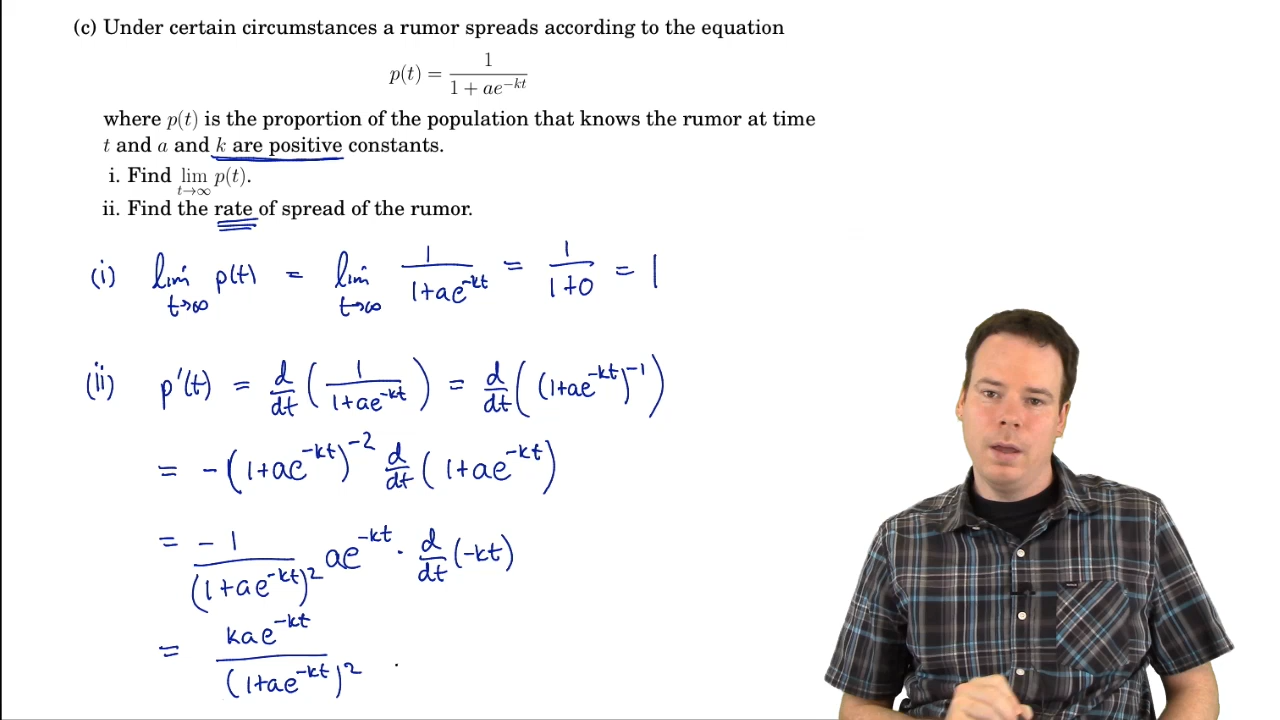 (c) Under certain circumstances a rumor spreads according to the equation
p(t) = 1 / (1 + ae^{-kt})
where p(t) is the proportion of the population that knows the rumor at time
t and a and k are positive constants.
i. Find lim_{t→∞} p(t).
ii. Find the rate of spread of the rumor.
(i) lim_{t→∞} p(t) = lim_{t→∞} 1/(1+ae^{-kt}) = 1/(1+0) = 1
(ii) p'(t) = d/dt (1/(1+ae^{-kt})) = d/dt ((1+ae^{-kt})^{-1})
= -(1+ae^{-kt})^{-2} d/dt (1+ae^{-kt})
= -1/(1+ae^{-kt})^2 ae^{-kt} · d/dt (-kt)
= kae^{-kt}/(1+ae^{-kt})^2